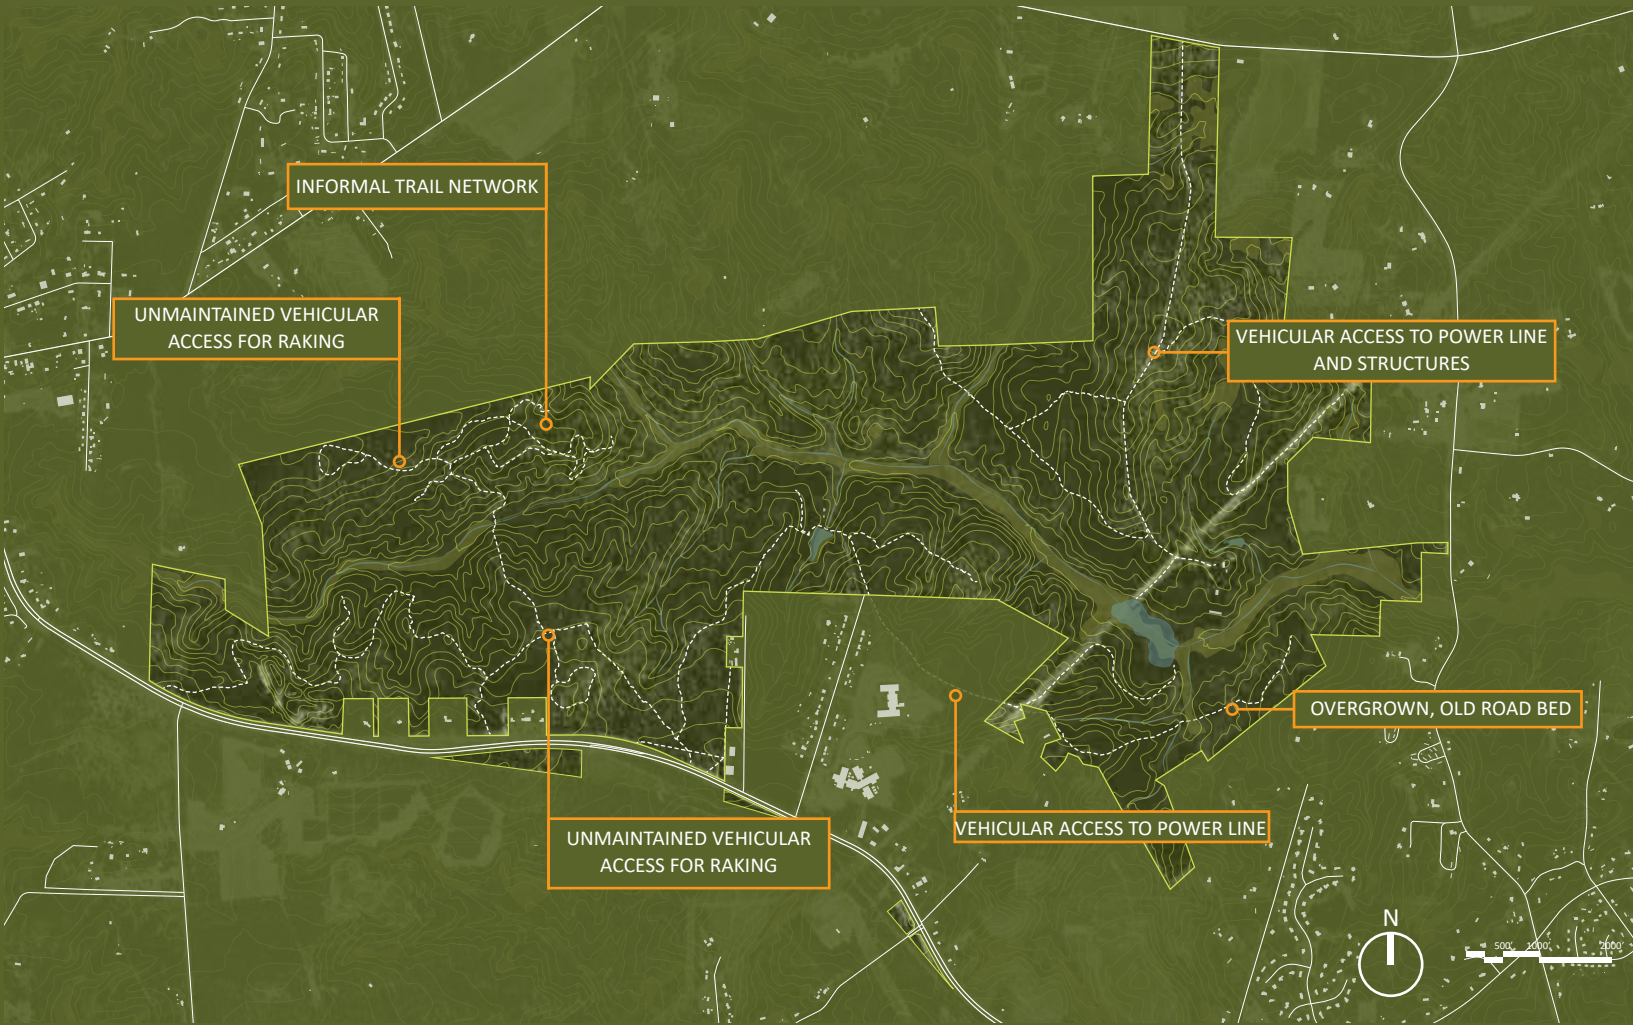 INFORMAL TRAIL NETWORK
UNMAINTAINED VEHICULAR
ACCESS FOR RAKING
VEHICULAR ACCESS TO POWER LINE
AND STRUCTURES
OVERGROWN, OLD ROAD BED
VEHICULAR ACCESS TO POWER LINE
UNMAINTAINED VEHICULAR
ACCESS FOR RAKING
N
500' 1000' 2000'